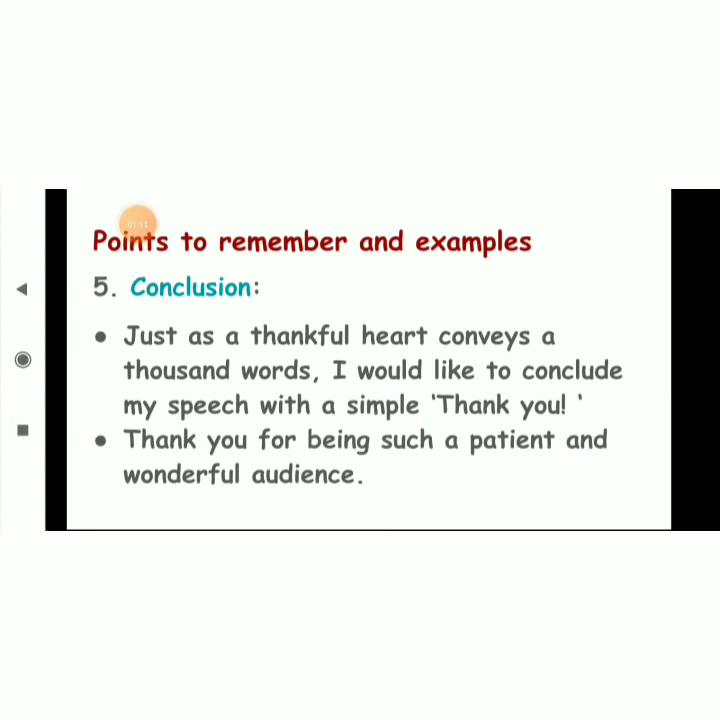 Points to remember and examples
5. Conclusion:
● Just as a thankful heart conveys a
thousand words, I would like to conclude
my speech with a simple 'Thank you! '
● Thank you for being such a patient and
wonderful audience.